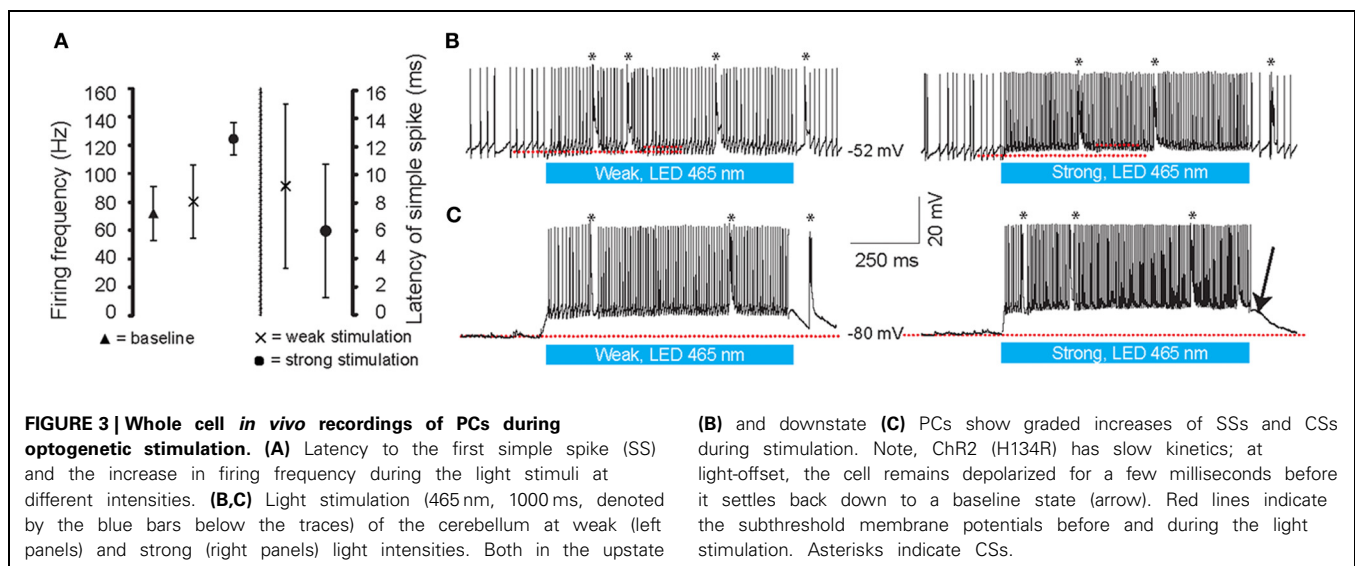 A
Firing frequency (Hz)
160
140
120
100
80
60
40
20
0
16
14
12
10
8
6
4
2
0
Latency of simple spike (ms)
▲ = baseline
× = weak stimulation
● = strong stimulation
B
* * * *
* * *
-52 mV
Weak, LED 465 nm
Strong, LED 465 nm
C
* * *
* * *
20 mV
250 ms
-80 mV
Weak, LED 465 nm
Strong, LED 465 nm
FIGURE 3 | Whole cell in vivo recordings of PCs during
optogenetic stimulation. (A) Latency to the first simple spike (SS)
and the increase in firing frequency during the light stimuli at
different intensities. (B,C) Light stimulation (465 nm, 1000 ms, denoted
by the blue bars below the traces) of the cerebellum at weak (left
panels) and strong (right panels) light intensities. Both in the upstate
(B) and downstate (C) PCs show graded increases of SSs and CSs
during stimulation. Note, ChR2 (H134R) has slow kinetics; at
light-offset, the cell remains depolarized for a few milliseconds before
it settles back down to a baseline state (arrow). Red lines indicate
the subthreshold membrane potentials before and during the light
stimulation. Asterisks indicate CSs.